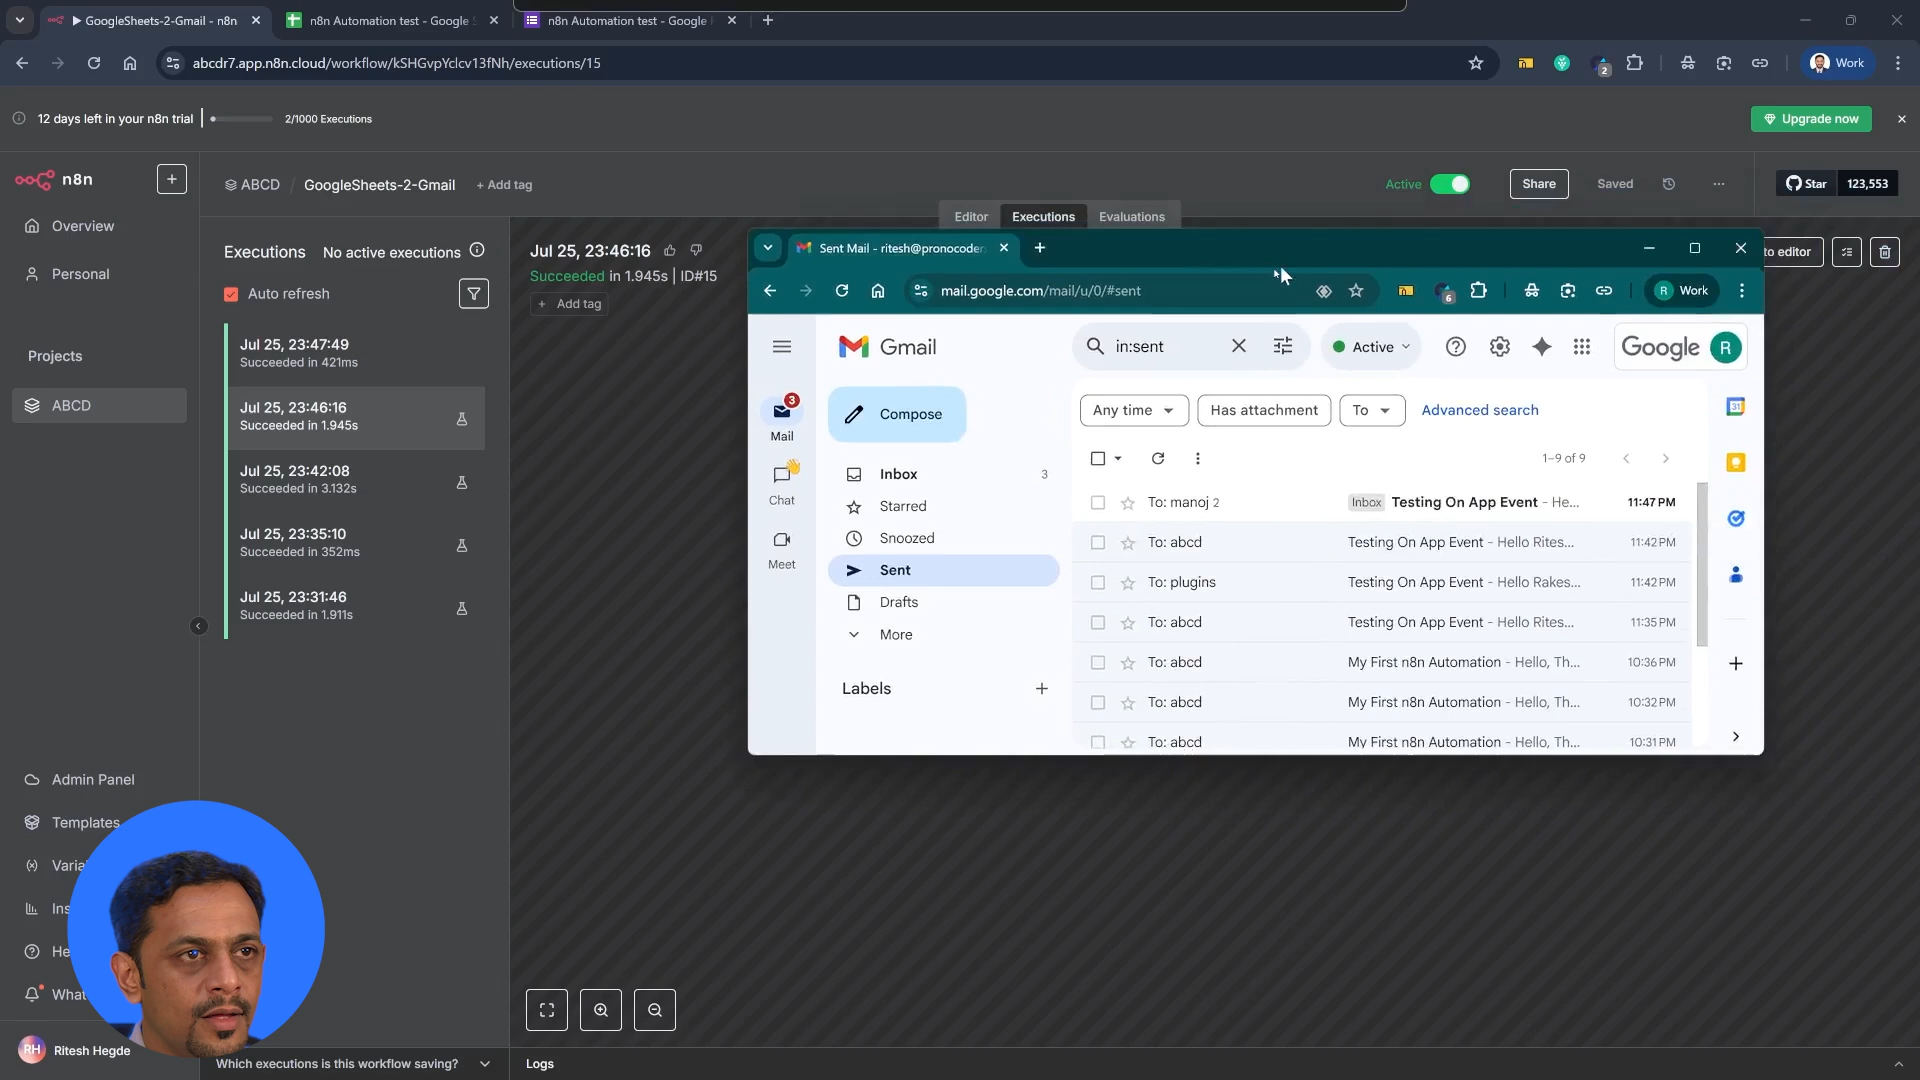 GoogleSheets-2-Gmail - n8n
n8n Automation test - Google
n8n Automation test - Google
abcdr7.app.n8n.cloud/workflow/kSHGvpYclcv13fNh/executions/15
2
Work
12 days left in your n8n trial
2/1000 Executions
Upgrade now
n8n
ABCD / GoogleSheets-2-Gmail + Add tag
Active
Share
Saved
Star 123,553
Overview
Personal
Projects
ABCD
Admin Panel
Templates
Ritesh Hegde
RH
Editor
Executions
Evaluations
Executions No active executions
Auto refresh
Jul 25, 23:47:49
Succeeded in 421ms
Jul 25, 23:46:16
Succeeded in 1.945s
Jul 25, 23:42:08
Succeeded in 3.132s
Jul 25, 23:35:10
Succeeded in 352ms
Jul 25, 23:31:46
Succeeded in 1.911s
Which executions is this workflow saving?
Jul 25, 23:46:16
Succeeded in 1.945s | ID#15
+ Add tag
to editor
Logs
Sent Mail - ritesh@pronocoder
mail.google.com/mail/u/0/#sent
6
R Work
Gmail
in:sent
Active
Google R
3
Mail
Chat
Meet
Compose
Inbox 3
Starred
Snoozed
Sent
Drafts
More
Labels
Any time
Has attachment
To
Advanced search
1–9 of 9
31
To: manoj 2 Inbox Testing On App Event - He... 11:47 PM
To: abcd Testing On App Event - Hello Rites... 11:42 PM
To: plugins Testing On App Event - Hello Rakes... 11:42 PM
To: abcd Testing On App Event - Hello Rites... 11:35 PM
To: abcd My First n8n Automation - Hello, Th... 10:36 PM
To: abcd My First n8n Automation - Hello, Th... 10:32 PM
To: abcd My First n8n Automation - Hello, Th... 10:31 PM